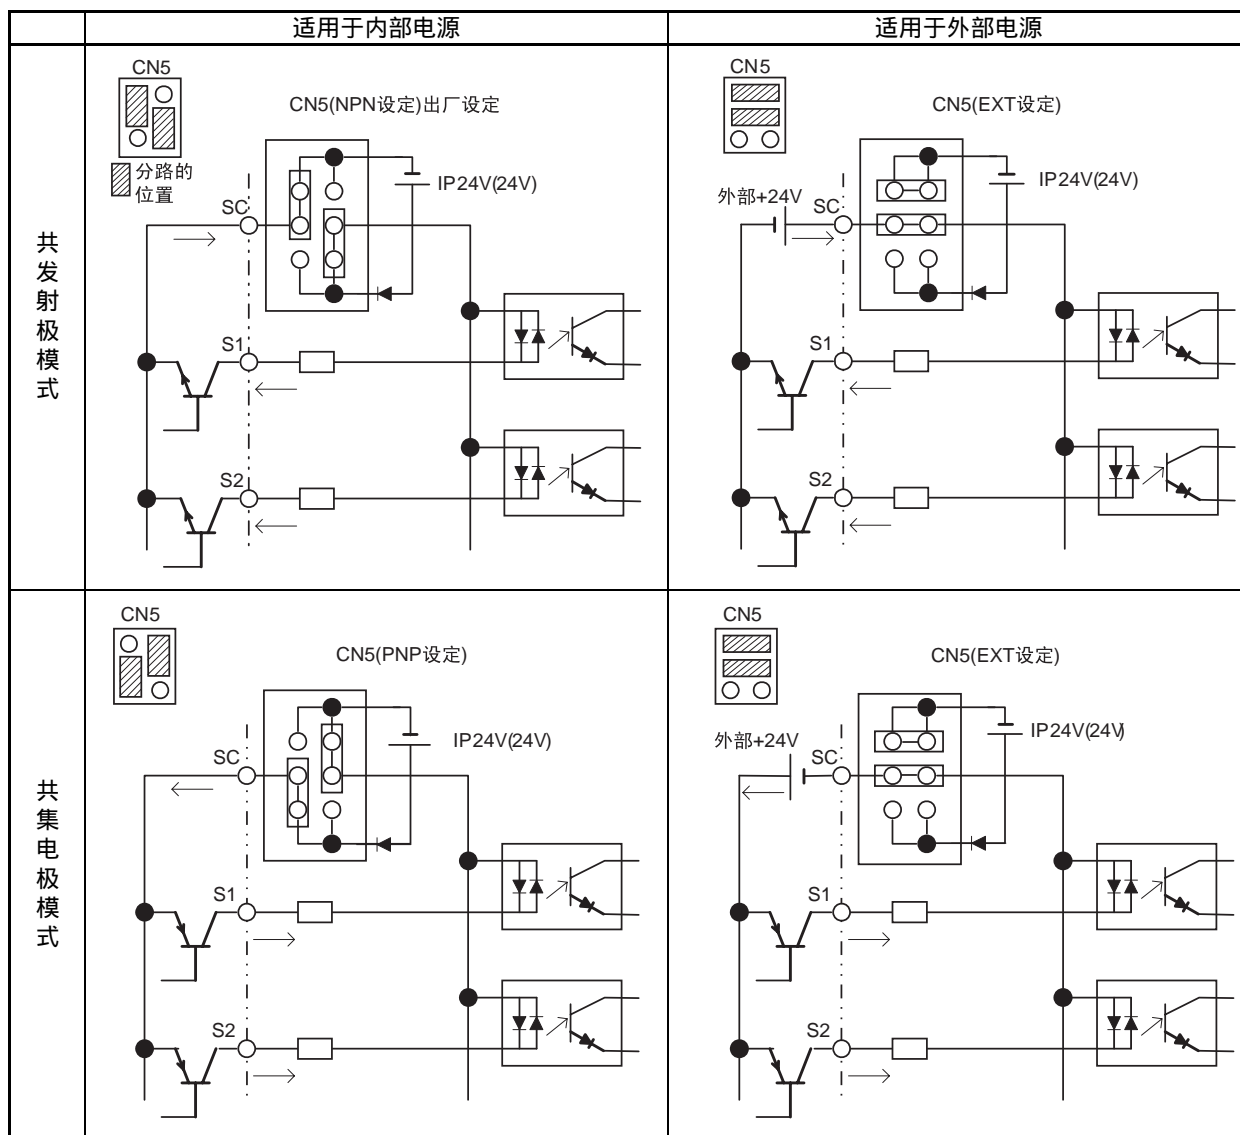 适用于内部电源
适用于外部电源
共发射极模式
CN5
CN5(NPN设定)出厂设定
分路的
位置
IP24V(24V)
SC
S1
S2
CN5
CN5(EXT设定)
IP24V(24V)
外部+24V
SC
S1
S2
共集电极模式
CN5
CN5(PNP设定)
IP24V(24V)
SC
S1
S2
CN5
CN5(EXT设定)
IP24V(24V)
外部+24V
SC
S1
S2